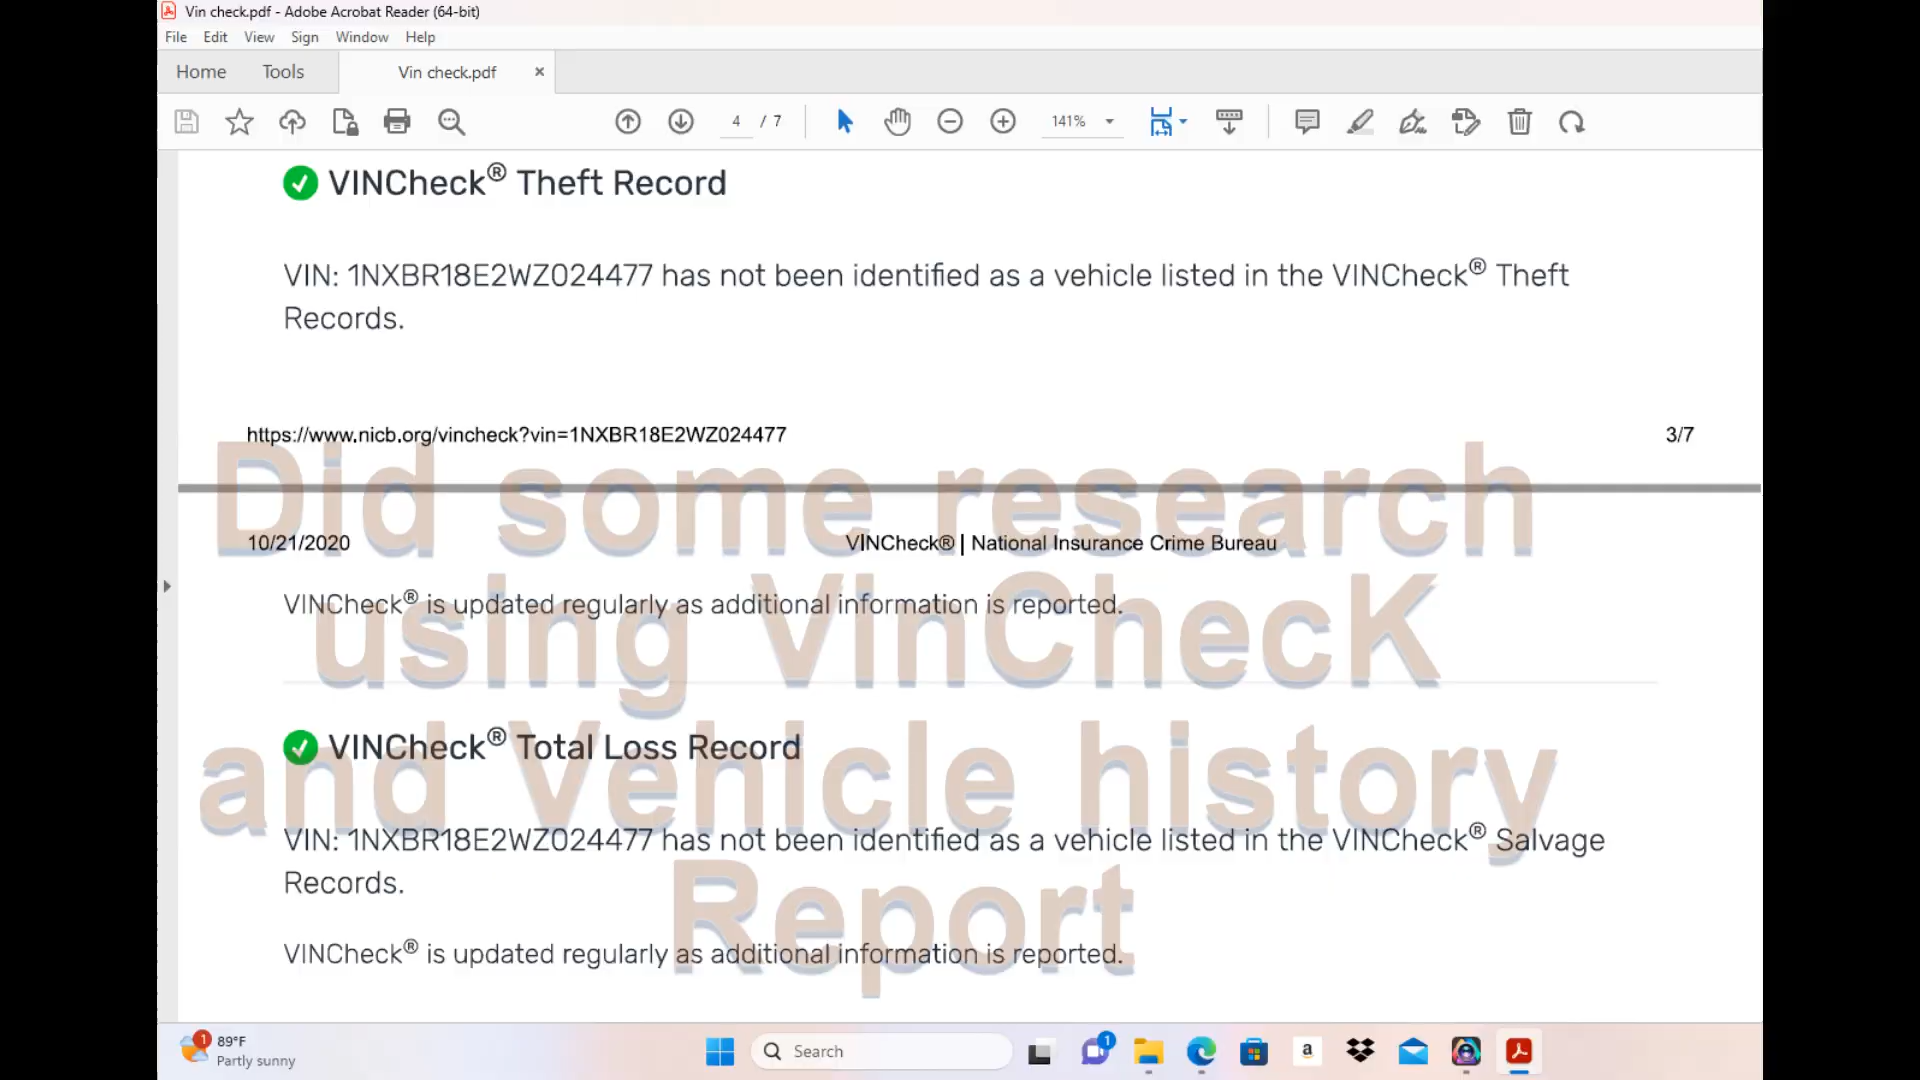 Vin check.pdf - Adobe Acrobat Reader (64-bit)
File Edit View Sign Window Help
Home Tools Vin check.pdf ×
4 / 7 141%
VINCheck® Theft Record
VIN: 1NXBR18E2WZ024477 has not been identified as a vehicle listed in the VINCheck® Theft
Records.
https://www.nicb.org/vincheck?vin=1NXBR18E2WZ024477 3/7
Did some research
10/21/2020 VINCheck® | National Insurance Crime Bureau
VINCheck® is updated regularly as additional information is reported.
using VinChecK
VINCheck® Total Loss Record
and Vehicle history
VIN: 1NXBR18E2WZ024477 has not been identified as a vehicle listed in the VINCheck® Salvage
Records.
Report
VINCheck® is updated regularly as additional information is reported.
1 89°F
Partly sunny
Search
1
a